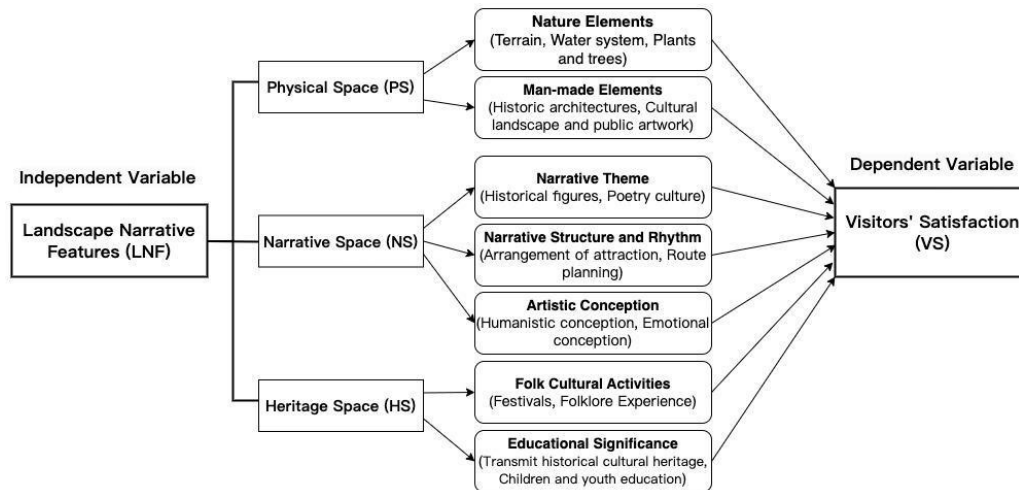 Independent Variable
Landscape Narrative
Features (LNF)
Physical Space (PS)
Narrative Space (NS)
Heritage Space (HS)
Nature Elements
(Terrain, Water system, Plants
and trees)
Man-made Elements
(Historic architectures, Cultural
landscape and public artwork)
Narrative Theme
(Historical figures, Poetry culture)
Narrative Structure and Rhythm
(Arrangement of attraction, Route
planning)
Artistic Conception
(Humanistic conception, Emotional
conception)
Folk Cultural Activities
(Festivals, Folklore Experience)
Educational Significance
(Transmit historical cultural heritage,
Children and youth education)
Dependent Variable
Visitors' Satisfaction
(VS)